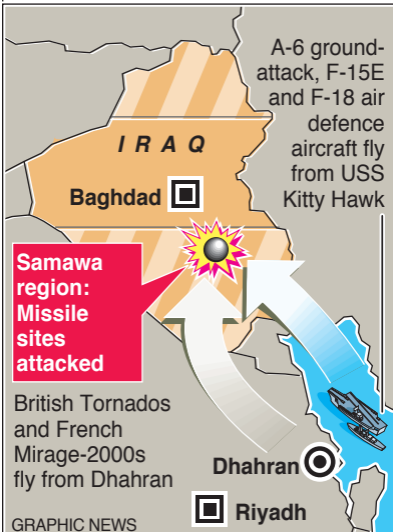 A-6 ground-
attack, F-15E
and F-18 air
defence
aircraft fly
from USS
Kitty Hawk
IRAQ
Baghdad
Samawa
region:
Missile
sites
attacked
British Tornados
and French
Mirage-2000s
fly from Dhahran
Dhahran
Riyadh
GRAPHIC NEWS